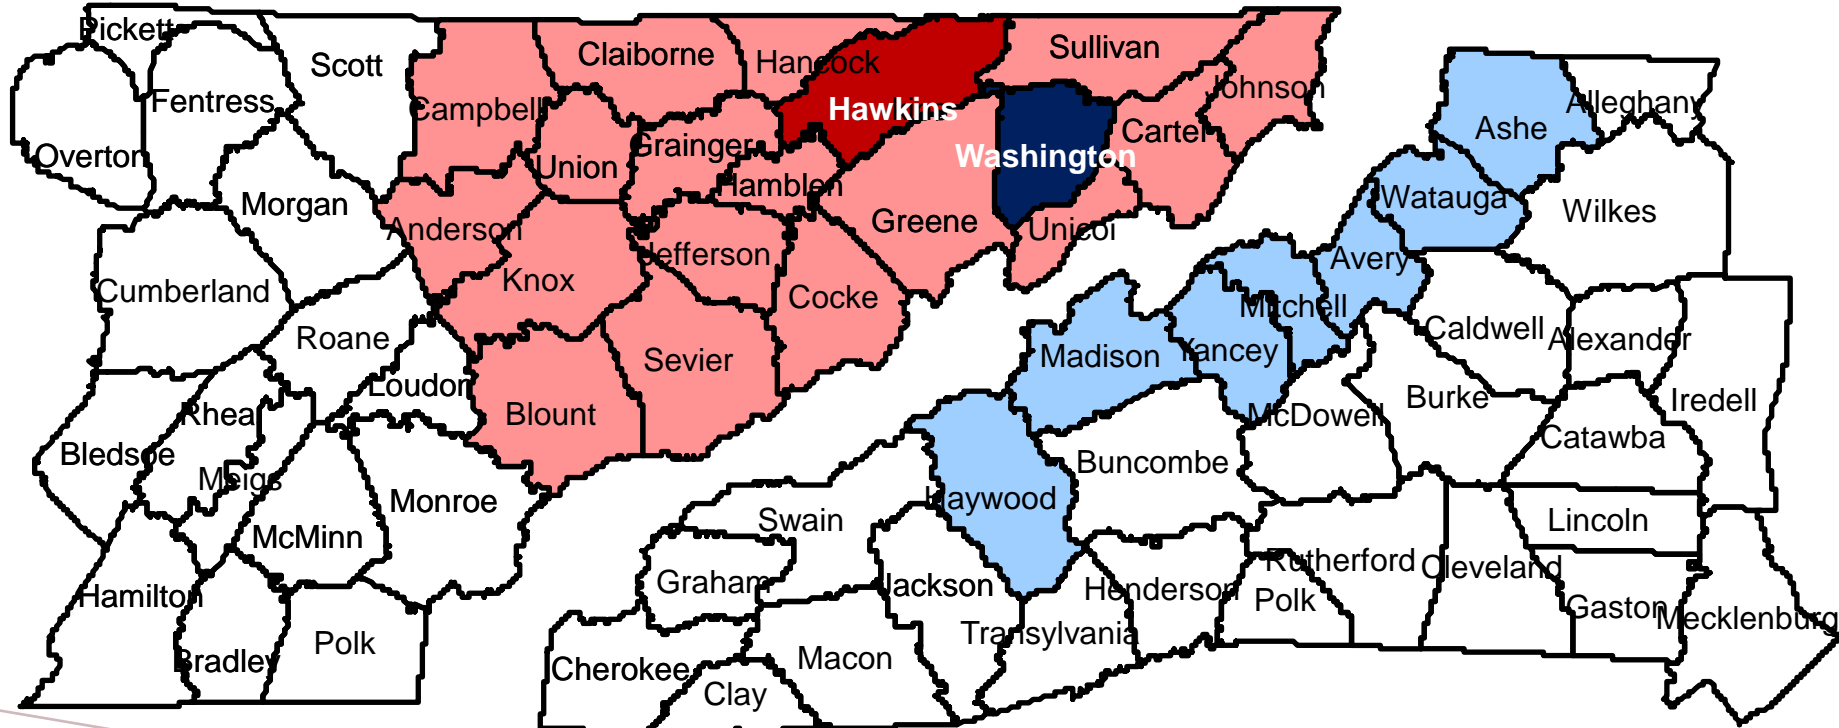 Pickett
Scott
Claiborne
Hancock
Sullivan
Johnson
Fentress
Campbell
Hawkins
Alleghany
Overton
Union
Grainger
Washington
Carter
Ashe
Morgan
Hamblen
Watauga
Wilkes
Anderson
Greene
Unicoi
Jefferson
Avery
Cumberland
Knox
Cocke
Mitchell
Roane
Sevier
Madison
Yancey
Caldwell
Alexander
Loudon
Rhea
Blount
McDowell
Burke
Iredell
Bledsoe
Meigs
Monroe
Buncombe
Catawba
Haywood
McMinn
Swain
Lincoln
Hamilton
Graham
Jackson
Henderson
Rutherford
Cleveland
Polk
Gaston
Mecklenburg
Bradley
Polk
Cherokee
Clay
Macon
Transylvania